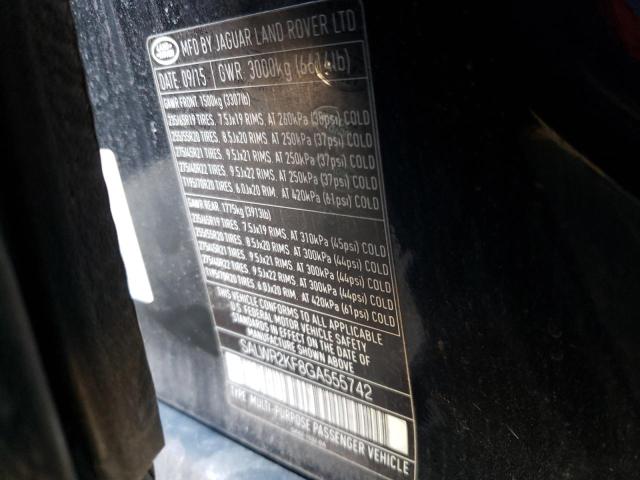 LAND ROVER
MFD BY JAGUAR LAND ROVER LTD
DATE: 09/15 GWR: 3000kg (6614lb)
GAWR FRONT: 1500kg (3307lb)
235/65R19 TIRES, 7.5Jx19 RIMS, AT 260kPa (38psi) COLD
255/55R20 TIRES, 8.5Jx20 RIMS, AT 250kPa (37psi) COLD
275/45R21 TIRES, 9.5Jx21 RIMS, AT 250kPa (37psi) COLD
275/40R22 TIRES, 9.5Jx22 RIMS, AT 250kPa (37psi) COLD
T195/70R20 TIRES, 6.0Jx20 RIM, AT 420kPa (61psi) COLD
GAWR REAR: 1775kg (3913lb)
235/65R19 TIRES, 7.5Jx19 RIMS, AT 310kPa (45psi) COLD
255/55R20 TIRES, 8.5Jx20 RIMS, AT 300kPa (44psi) COLD
275/45R21 TIRES, 9.5Jx21 RIMS, AT 300kPa (44psi) COLD
275/40R22 TIRES, 9.5Jx22 RIMS, AT 300kPa (44psi) COLD
T195/70R20 TIRES, 6.0Jx20 RIM, AT 420kPa (61psi) COLD
THIS VEHICLE CONFORMS TO ALL APPLICABLE
U.S. FEDERAL MOTOR VEHICLE SAFETY
STANDARDS IN EFFECT ON THE DATE OF
MANUFACTURE SHOWN ABOVE
SALWR2KF8GA555742
TYPE: MULTI-PURPOSE PASSENGER VEHICLE